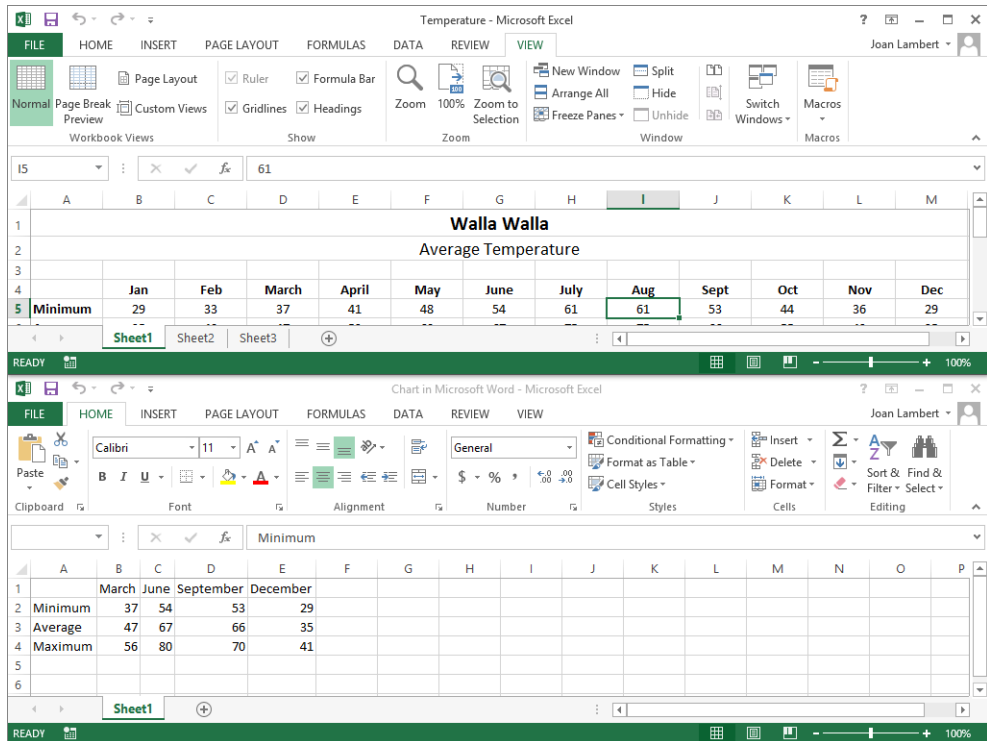 Temperature - Microsoft Excel
FILE HOME INSERT PAGE LAYOUT FORMULAS DATA REVIEW VIEW Joan Lambert
Normal Page Break Preview Page Layout Custom Views
Ruler Formula Bar
Gridlines Headings
Zoom 100% Zoom to Selection
New Window Split
Arrange All Hide
Freeze Panes Unhide
Switch Windows Macros
Workbook Views Show Zoom Window Macros
I5 fx 61
A B C D E F G H I J K L M
1 Walla Walla
2 Average Temperature
3
4 Jan Feb March April May June July Aug Sept Oct Nov Dec
5 Minimum 29 33 37 41 48 54 61 61 53 44 36 29
Sheet1 Sheet2 Sheet3
READY 100%
Chart in Microsoft Word - Microsoft Excel
FILE HOME INSERT PAGE LAYOUT FORMULAS DATA REVIEW VIEW Joan Lambert
Paste Calibri 11 General
B I U A $ % ,
Conditional Formatting
Format as Table
Cell Styles
Insert
Delete
Format
Sort & Filter Find & Select
Clipboard Font Alignment Number Styles Cells Editing
fx Minimum
A B C D E F G H I J K L M N O P
1 March June September December
2 Minimum 37 54 53 29
3 Average 47 67 66 35
4 Maximum 56 80 70 41
5
6
Sheet1
READY 100%